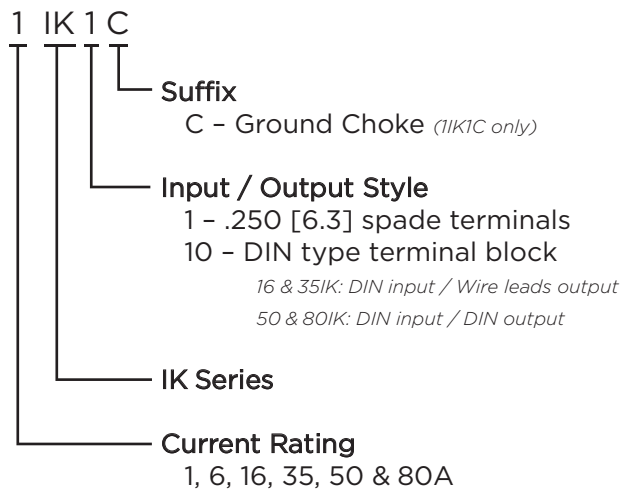 1 IK 1 C
Suffix
C – Ground Choke (1IK1C only)
Input / Output Style
1 – .250 [6.3] spade terminals
10 – DIN type terminal block
16 & 35IK: DIN input / Wire leads output
50 & 80IK: DIN input / DIN output
IK Series
Current Rating
1, 6, 16, 35, 50 & 80A